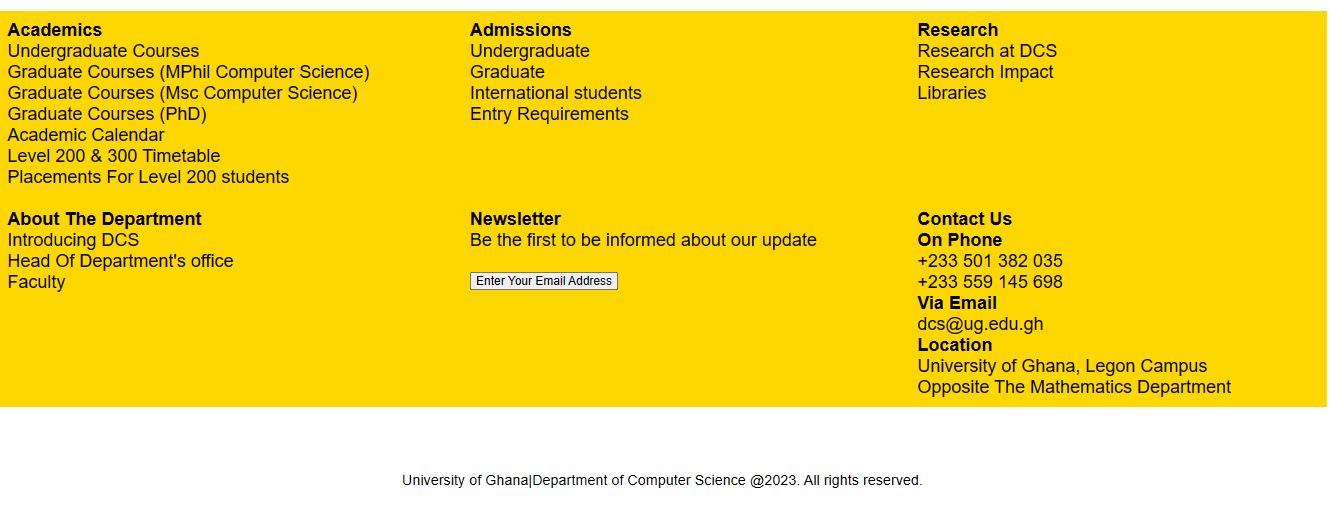 Academics
Undergraduate Courses
Graduate Courses (MPhil Computer Science)
Graduate Courses (Msc Computer Science)
Graduate Courses (PhD)
Academic Calendar
Level 200 & 300 Timetable
Placements For Level 200 students
Admissions
Undergraduate
Graduate
International students
Entry Requirements
Research
Research at DCS
Research Impact
Libraries
About The Department
Introducing DCS
Head Of Department's office
Faculty
Newsletter
Be the first to be informed about our update
Enter Your Email Address
Contact Us
On Phone
+233 501 382 035
+233 559 145 698
Via Email
dcs@ug.edu.gh
Location
University of Ghana, Legon Campus
Opposite The Mathematics Department
University of Ghana|Department of Computer Science @2023. All rights reserved.